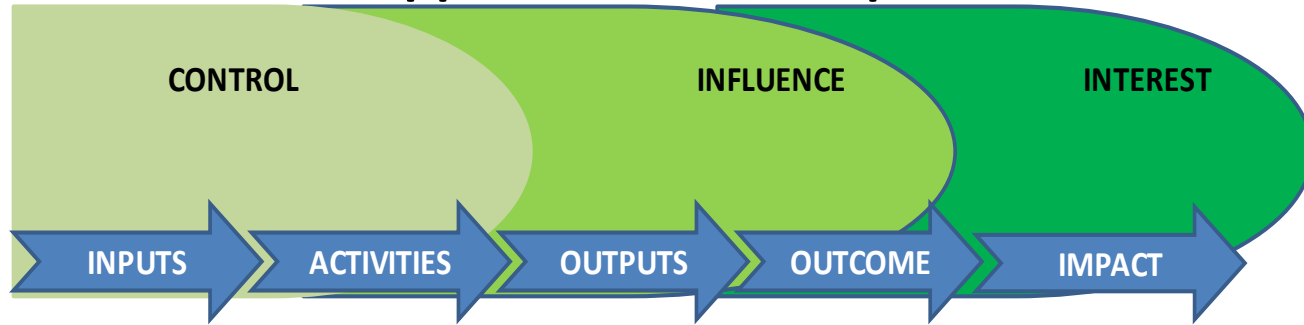 CONTROL INFLUENCE INTEREST
INPUTS ACTIVITIES OUTPUTS OUTCOME IMPACT